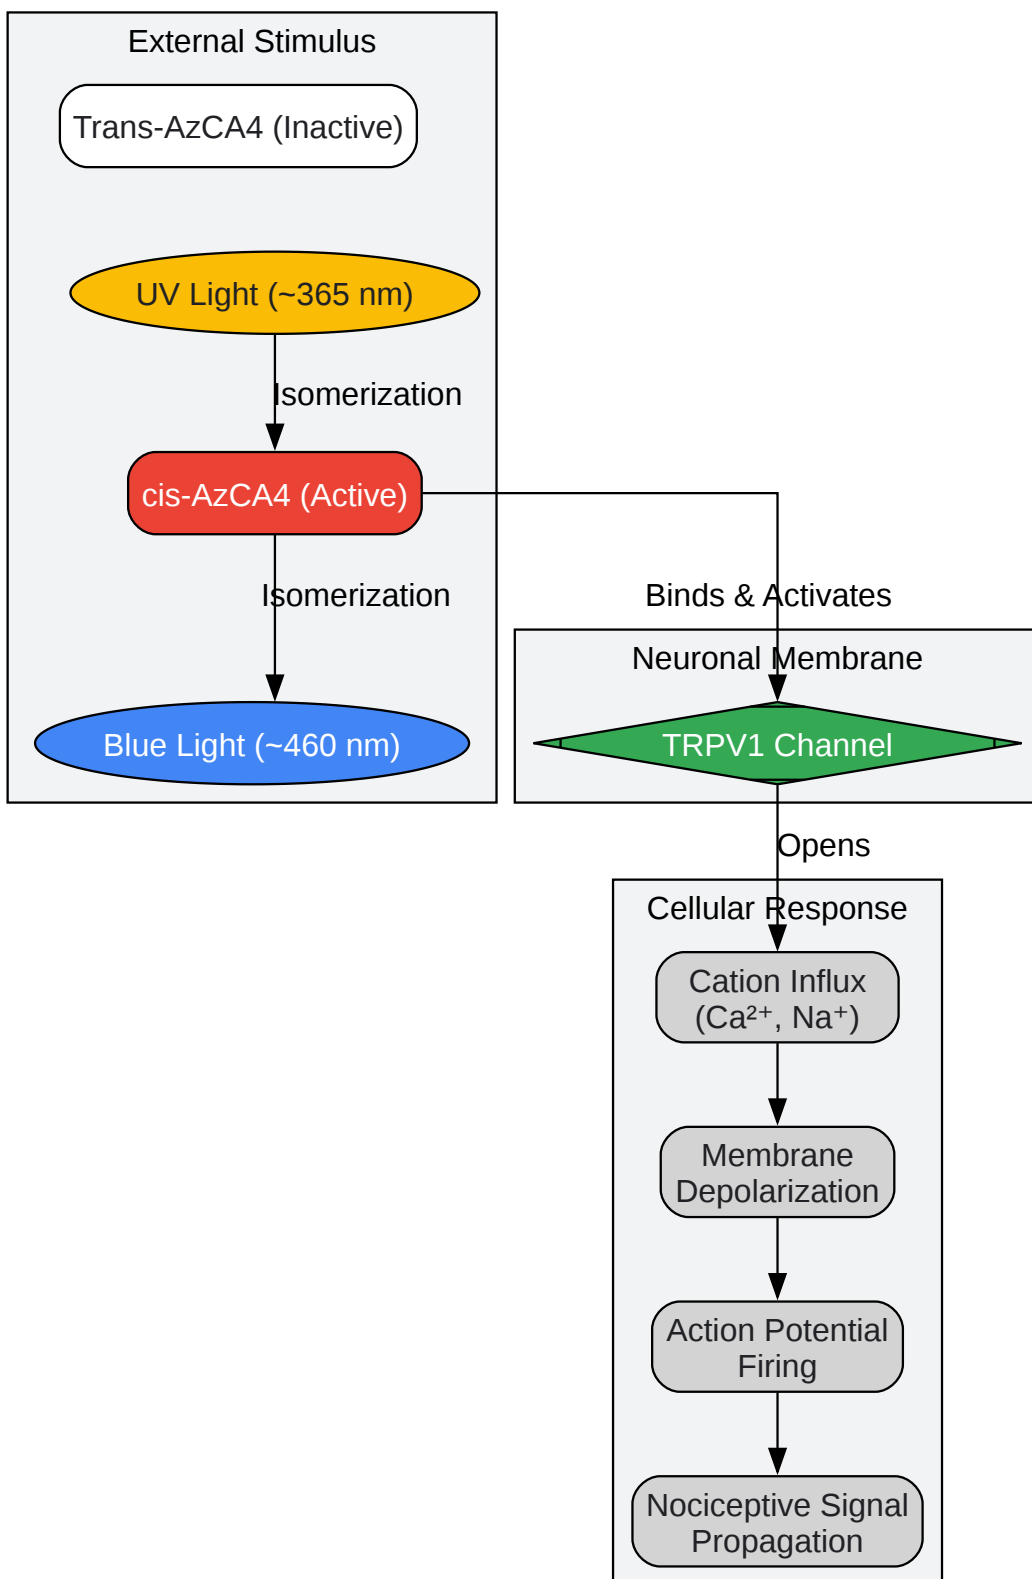 External Stimulus
Trans-AzCA4 (Inactive)
UV Light (~365 nm)
Isomerization
cis-AzCA4 (Active)
Isomerization
Blue Light (~460 nm)
Binds & Activates
Neuronal Membrane
TRPV1 Channel
Opens
Cellular Response
Cation Influx
(Ca²⁺, Na⁺)
Membrane
Depolarization
Action Potential
Firing
Nociceptive Signal
Propagation